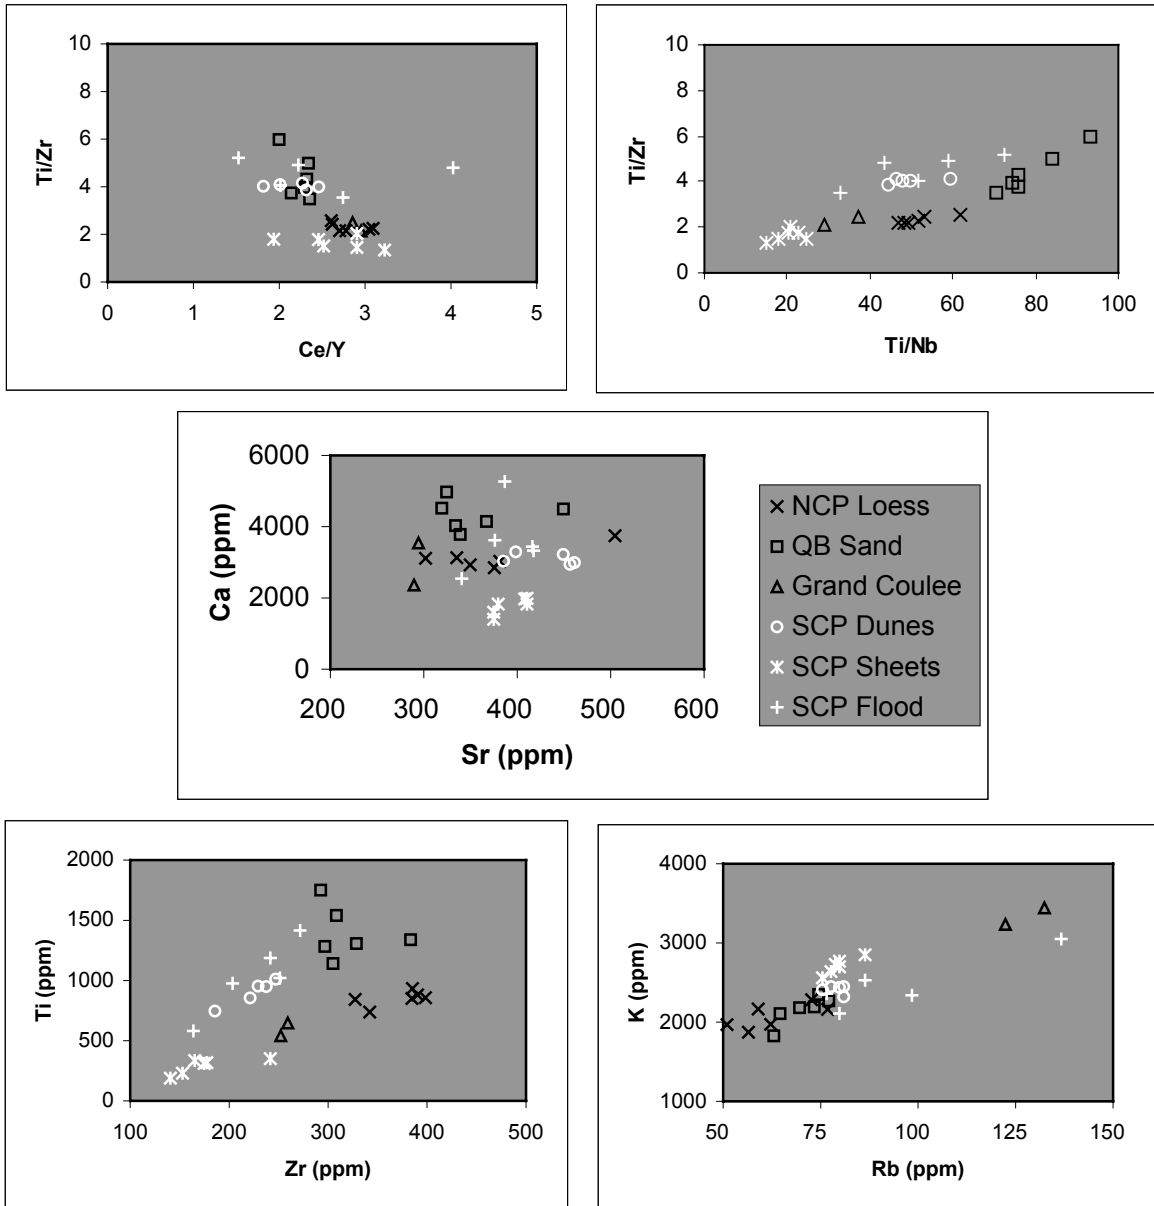 10
8
6
4
2
0
Ti/Zr
0 1 2 3 4 5
Ce/Y
10
8
6
4
2
0
Ti/Zr
0 20 40 60 80 100
Ti/Nb
6000
4000
2000
0
Ca (ppm)
200 300 400 500 600
Sr (ppm)
NCP Loess
QB Sand
Grand Coulee
SCP Dunes
SCP Sheets
SCP Flood
2000
1500
1000
500
0
Ti (ppm)
100 200 300 400 500
Zr (ppm)
4000
3000
2000
1000
K (ppm)
50 75 100 125 150
Rb (ppm)